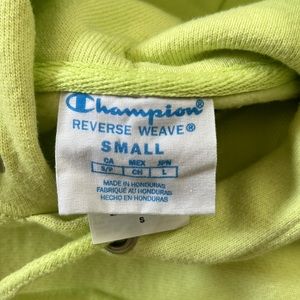 Champion®
REVERSE WEAVE®
SMALL
CA MEX JPN
S/P CH L
MADE IN HONDURAS
FABRIQUÉ AU HONDURAS
HECHO EN HONDURAS
S